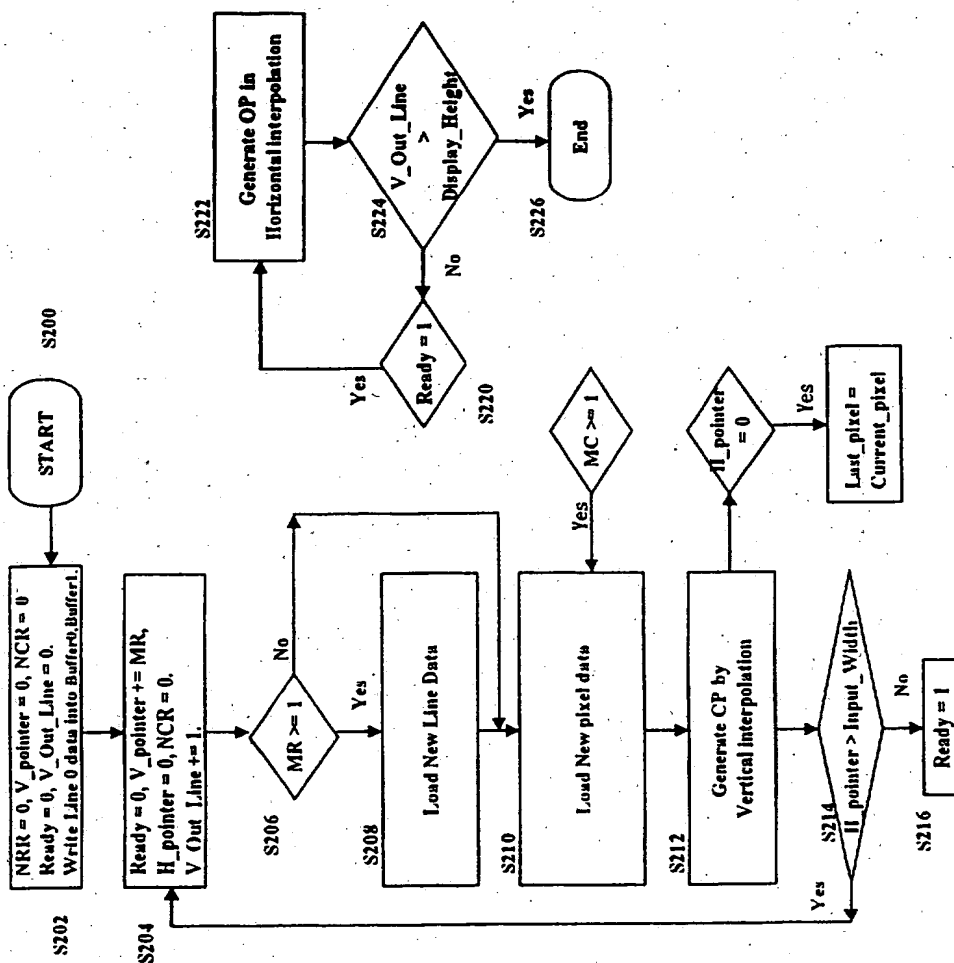 START
S200
NRR = 0, V_pointer = 0, NCR = 0
Ready = 0, V_Out_Line = 0.
Write Line 0 data into Buffer0,Buffer1.
S202
Ready = 0, V_pointer += MR,
H_pointer = 0, NCR = 0.
V_Out_Line += 1.
S204
MR >= 1
S206
No
Yes
Load New Line Data
S208
MC >= 1
Yes
Load New pixel data
S210
Generate CP by
Vertical interpolation
S212
H_pointer
= 0
Yes
Last_pixel =
Current_pixel
H_pointer > Input_Width
S214
Yes
No
Ready = 1
S216
Ready = 1
S220
Yes
Generate OP in
Horizontal interpolation
S222
V_Out_Line
>
Display_Height
S224
No
Yes
End
S226